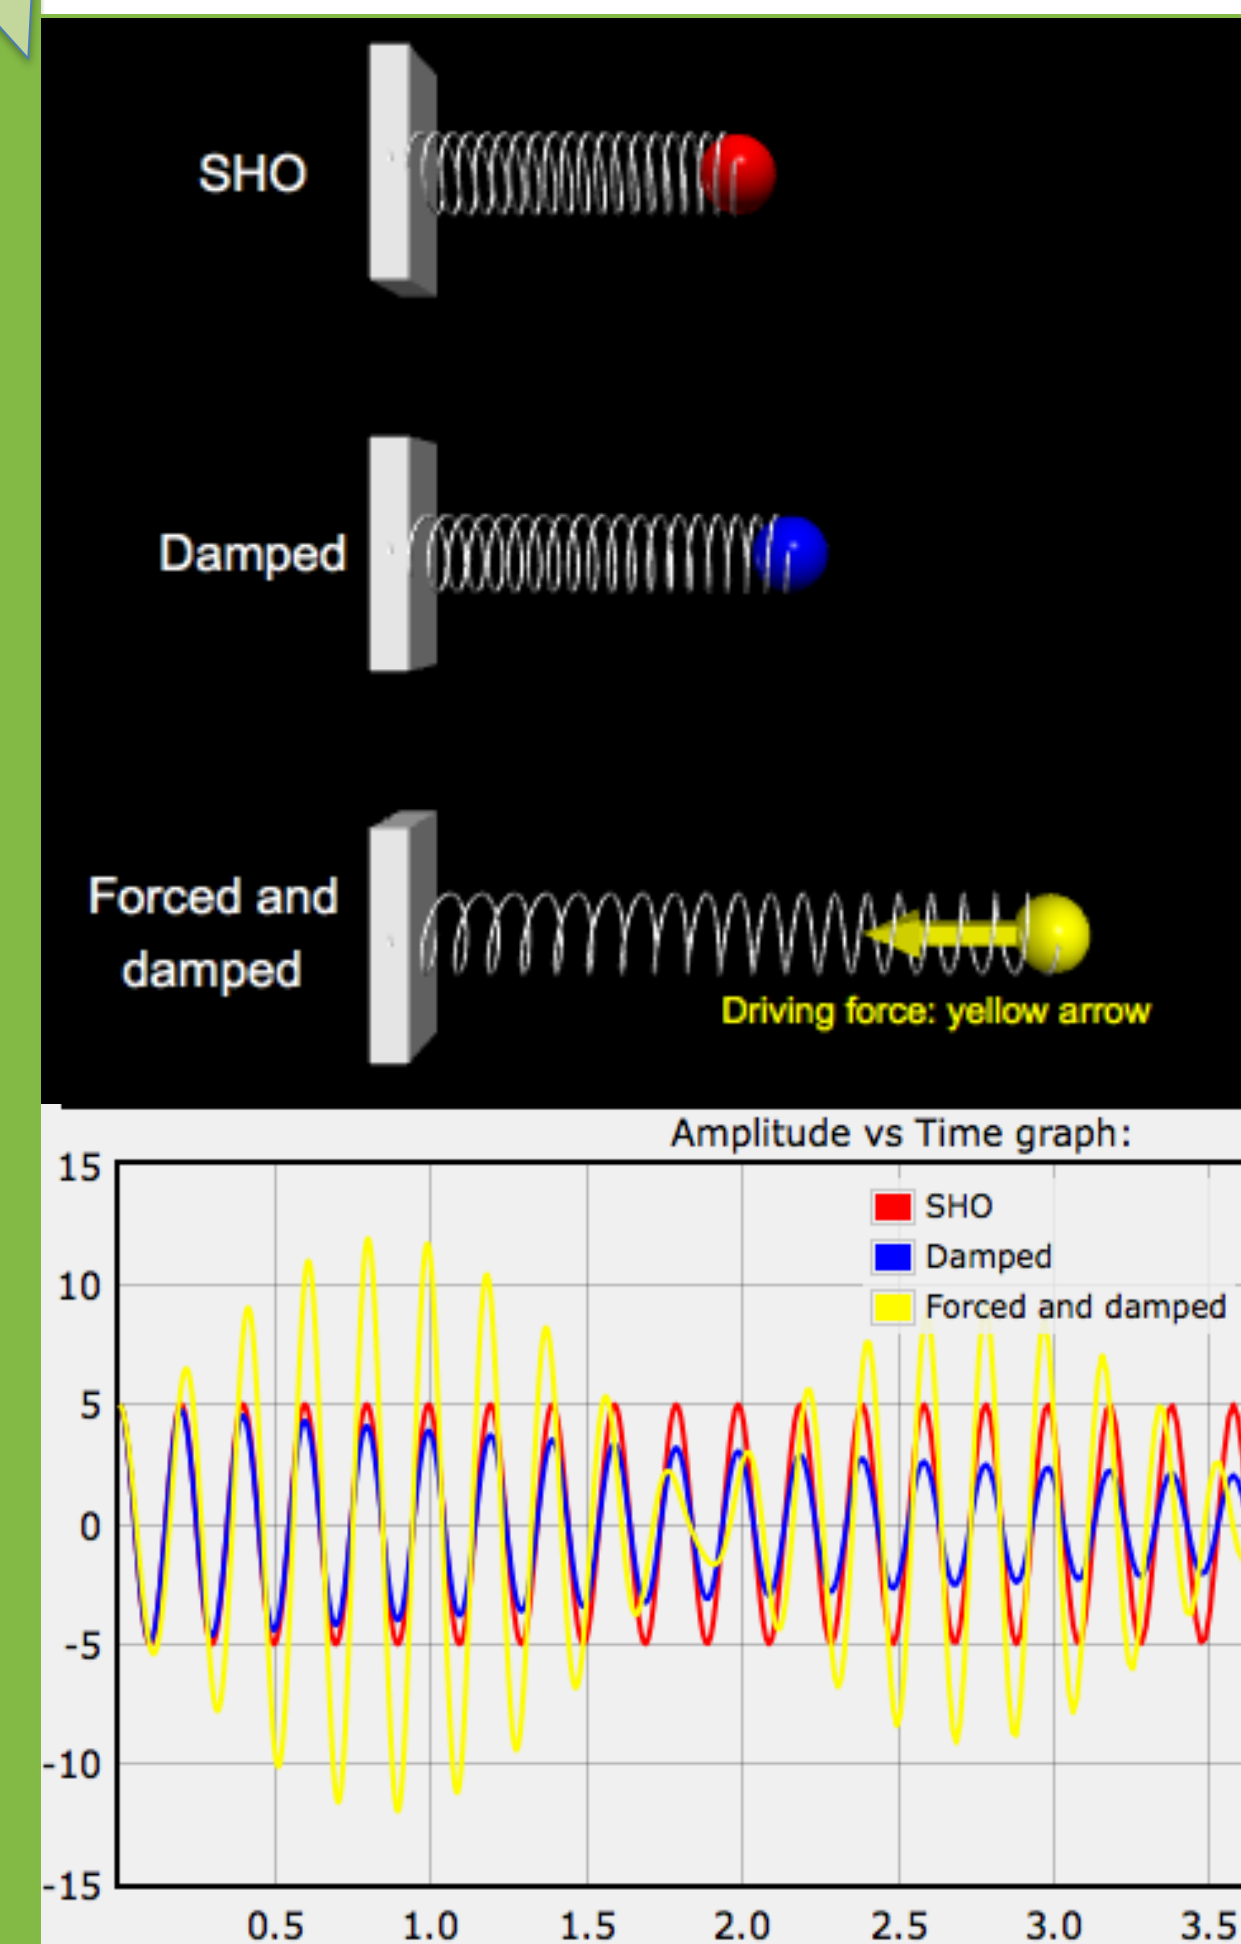 SHO
Damped
Forced and
damped
Driving force: yellow arrow
Amplitude vs Time graph:
15
10
5
0
-5
-10
-15
SHO
Damped
Forced and damped
0.5 1.0 1.5 2.0 2.5 3.0 3.5